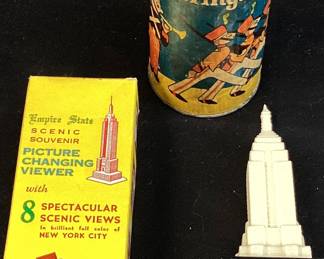 Empire State
SCENIC
SOUVENIR
PICTURE
CHANGING
VIEWER
with
8 SPECTACULAR
SCENIC VIEWS
In brilliant full color of
NEW YORK CITY